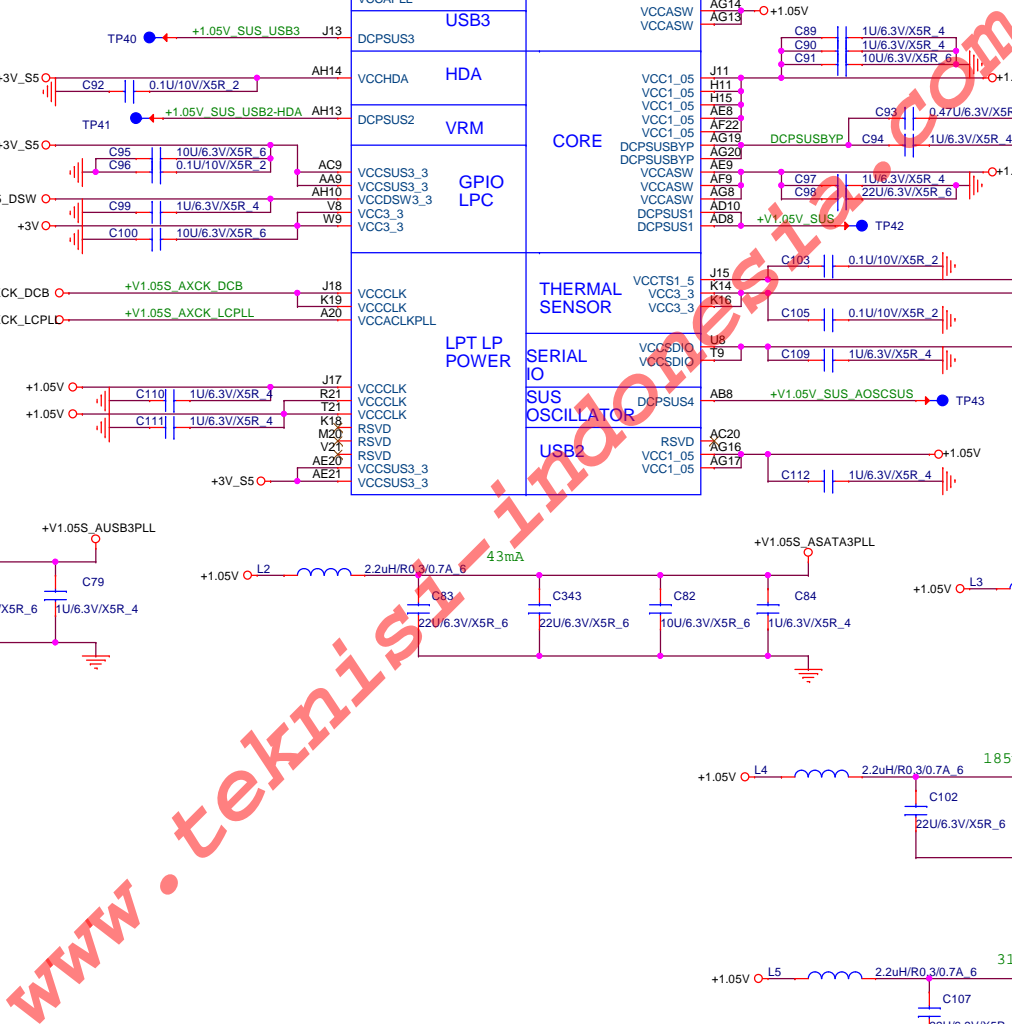 VCCAPLL
USB3
+1.05V_SUS_USB3
J13
TP40
DCPSUS3
AG14
VCCASW
AG13
VCCASW
+1.05V
C89
1U/6.3V/X5R_4
C90
1U/6.3V/X5R_4
C91
10U/6.3V/X5R_6
+3V_S5
AH14
VCCHDA
HDA
C92
0.1U/10V/X5R_2
+1.05V_SUS_USB2-HDA
AH13
TP41
DCPSUS2
VRM
CORE
J11
VCC1_05
H11
VCC1_05
H15
VCC1_05
AE8
VCC1_05
AF22
VCC1_05
AG19
DCPSUSBYP
AG20
DCPSUSBYP
AE9
VCCASW
AF9
VCCASW
AG8
VCCASW
AD10
DCPSUS1
AD8
DCPSUS1
C93
0.47U/6.3V/X5R
DCPSUSBYP
C94
1U/6.3V/X5R_4
C97
1U/6.3V/X5R_4
C98
22U/6.3V/X5R_6
+V1.05V_SUS
TP42
+3V_S5
C95
10U/6.3V/X5R_6
C96
0.1U/10V/X5R_2
AC9
VCCSUS3_3
AA9
VCCSUS3_3
AH10
VCCDSW3_3
V8
VCC3_3
W9
VCC3_3
GPIO
LPC
_DSW
C99
1U/6.3V/X5R_4
+3V
C100
10U/6.3V/X5R_6
CK_DCB
+V1.05S_AXCK_DCB
J18
VCCCLK
K19
VCCCLK
CK_LCPLL
+V1.05S_AXCK_LCPLL
A20
VCCACLKPLL
LPT LP
POWER
THERMAL
SENSOR
J15
VCCTS1_5
K14
VCC3_3
K16
VCC3_3
C103
0.1U/10V/X5R_2
C105
0.1U/10V/X5R_2
SERIAL
IO
U8
VCCSDIO
T9
VCCSDIO
C109
1U/6.3V/X5R_4
SUS
OSCILLATOR
DCPSUS4
AB8
+V1.05V_SUS_AOSCSUS
TP43
USB2
RSVD
AC20
VCC1_05
AG16
VCC1_05
AG17
+1.05V
C112
1U/6.3V/X5R_4
+1.05V
C110
1U/6.3V/X5R_4
+1.05V
C111
1U/6.3V/X5R_4
J17
VCCCLK
R21
VCCCLK
T21
VCCCLK
K18
RSVD
M20
RSVD
V21
RSVD
AE20
VCCSUS3_3
AE21
VCCSUS3_3
+3V_S5
+V1.05S_AUSB3PLL
C79
/X5R_6
1U/6.3V/X5R_4
+1.05V
L2
2.2uH/R0.3/0.7A_6
43mA
+V1.05S_ASATA3PLL
C83
22U/6.3V/X5R_6
C343
22U/6.3V/X5R_6
C82
10U/6.3V/X5R_6
C84
1U/6.3V/X5R_4
+1.05V
L3
+1.05V
L4
2.2uH/R0.3/0.7A_6
185
C102
22U/6.3V/X5R_6
+1.05V
L5
2.2uH/R0.3/0.7A_6
31
C107
www.teknisi-indonesia.com